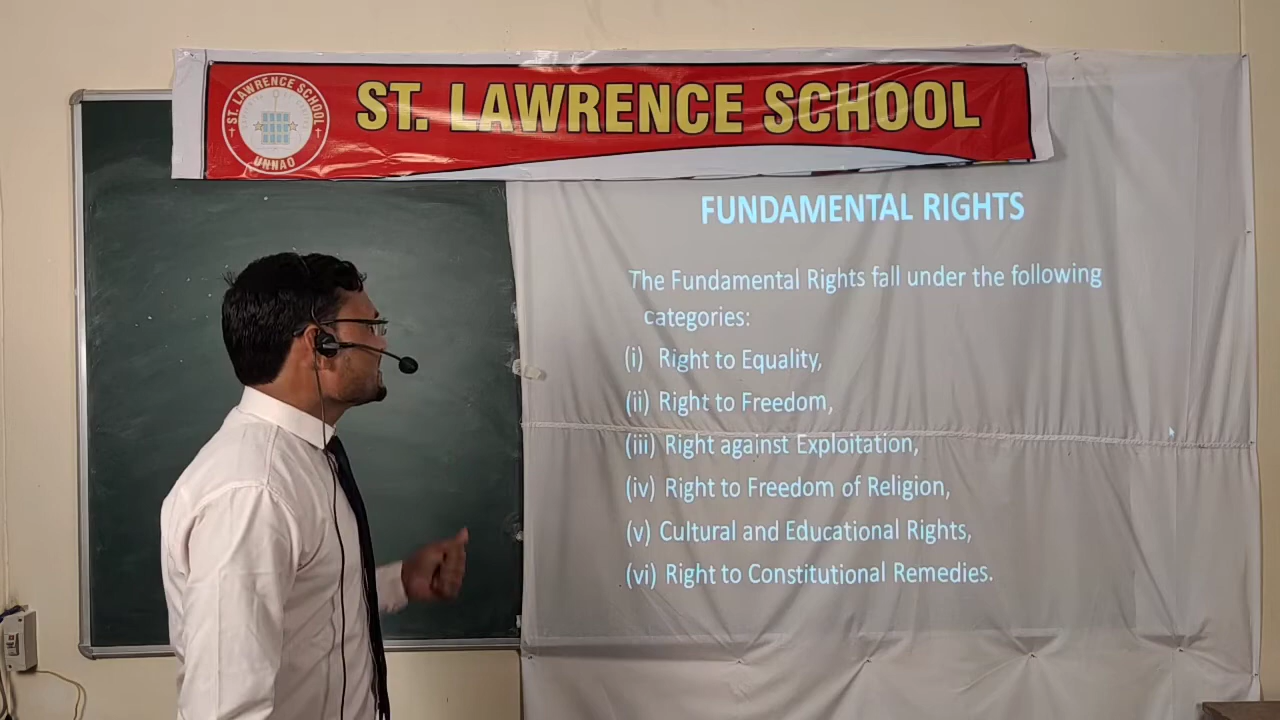 ST. LAWRENCE SCHOOL
ST. LAWRENCE SCHOOL
UNNAO
FUNDAMENTAL RIGHTS
The Fundamental Rights fall under the following
categories:
(i) Right to Equality,
(ii) Right to Freedom,
(iii) Right against Exploitation,
(iv) Right to Freedom of Religion,
(v) Cultural and Educational Rights,
(vi) Right to Constitutional Remedies.